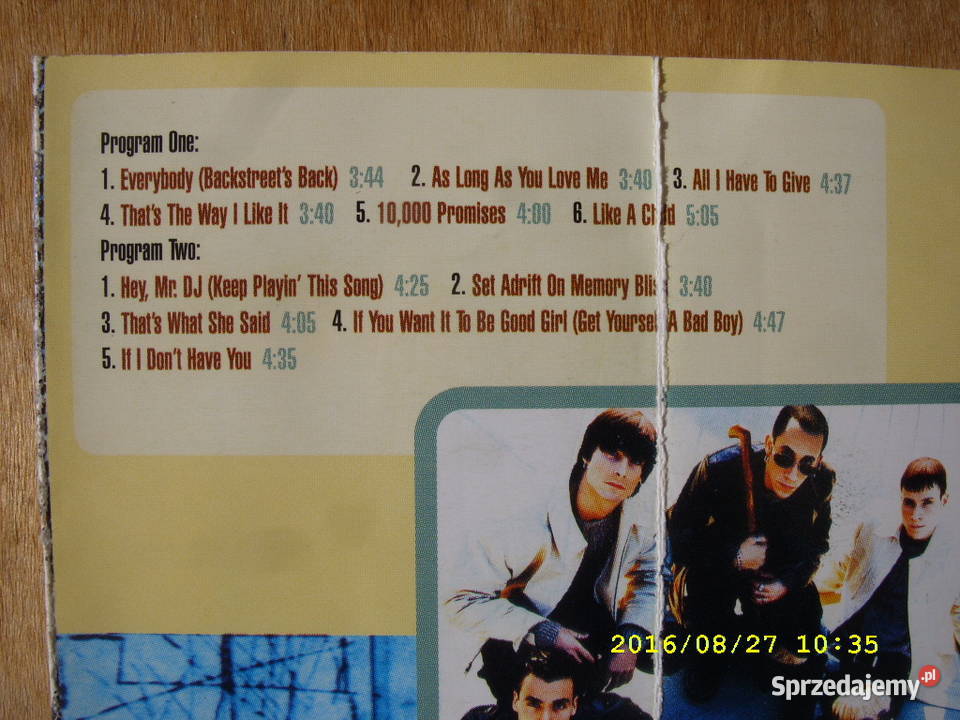 Program One:
1. Everybody (Backstreet's Back) 3:44 2. As Long As You Love Me 3:40 3. All I Have To Give 4:37
4. That's The Way I Like It 3:40 5. 10,000 Promises 4:00 6. Like A 5:05
Program Two:
1. Hey, Mr. DJ (Keep Playin' This Song) 4:25 2. Set Adrift On Memory 3:40
3. That's What She Said 4:05 4. If You Want It To Be Good Girl (Get A Bad Boy) 4:47
5. If I Don't Have You 4:35
2016/08/27 10:35
Sprzedajemy.pl